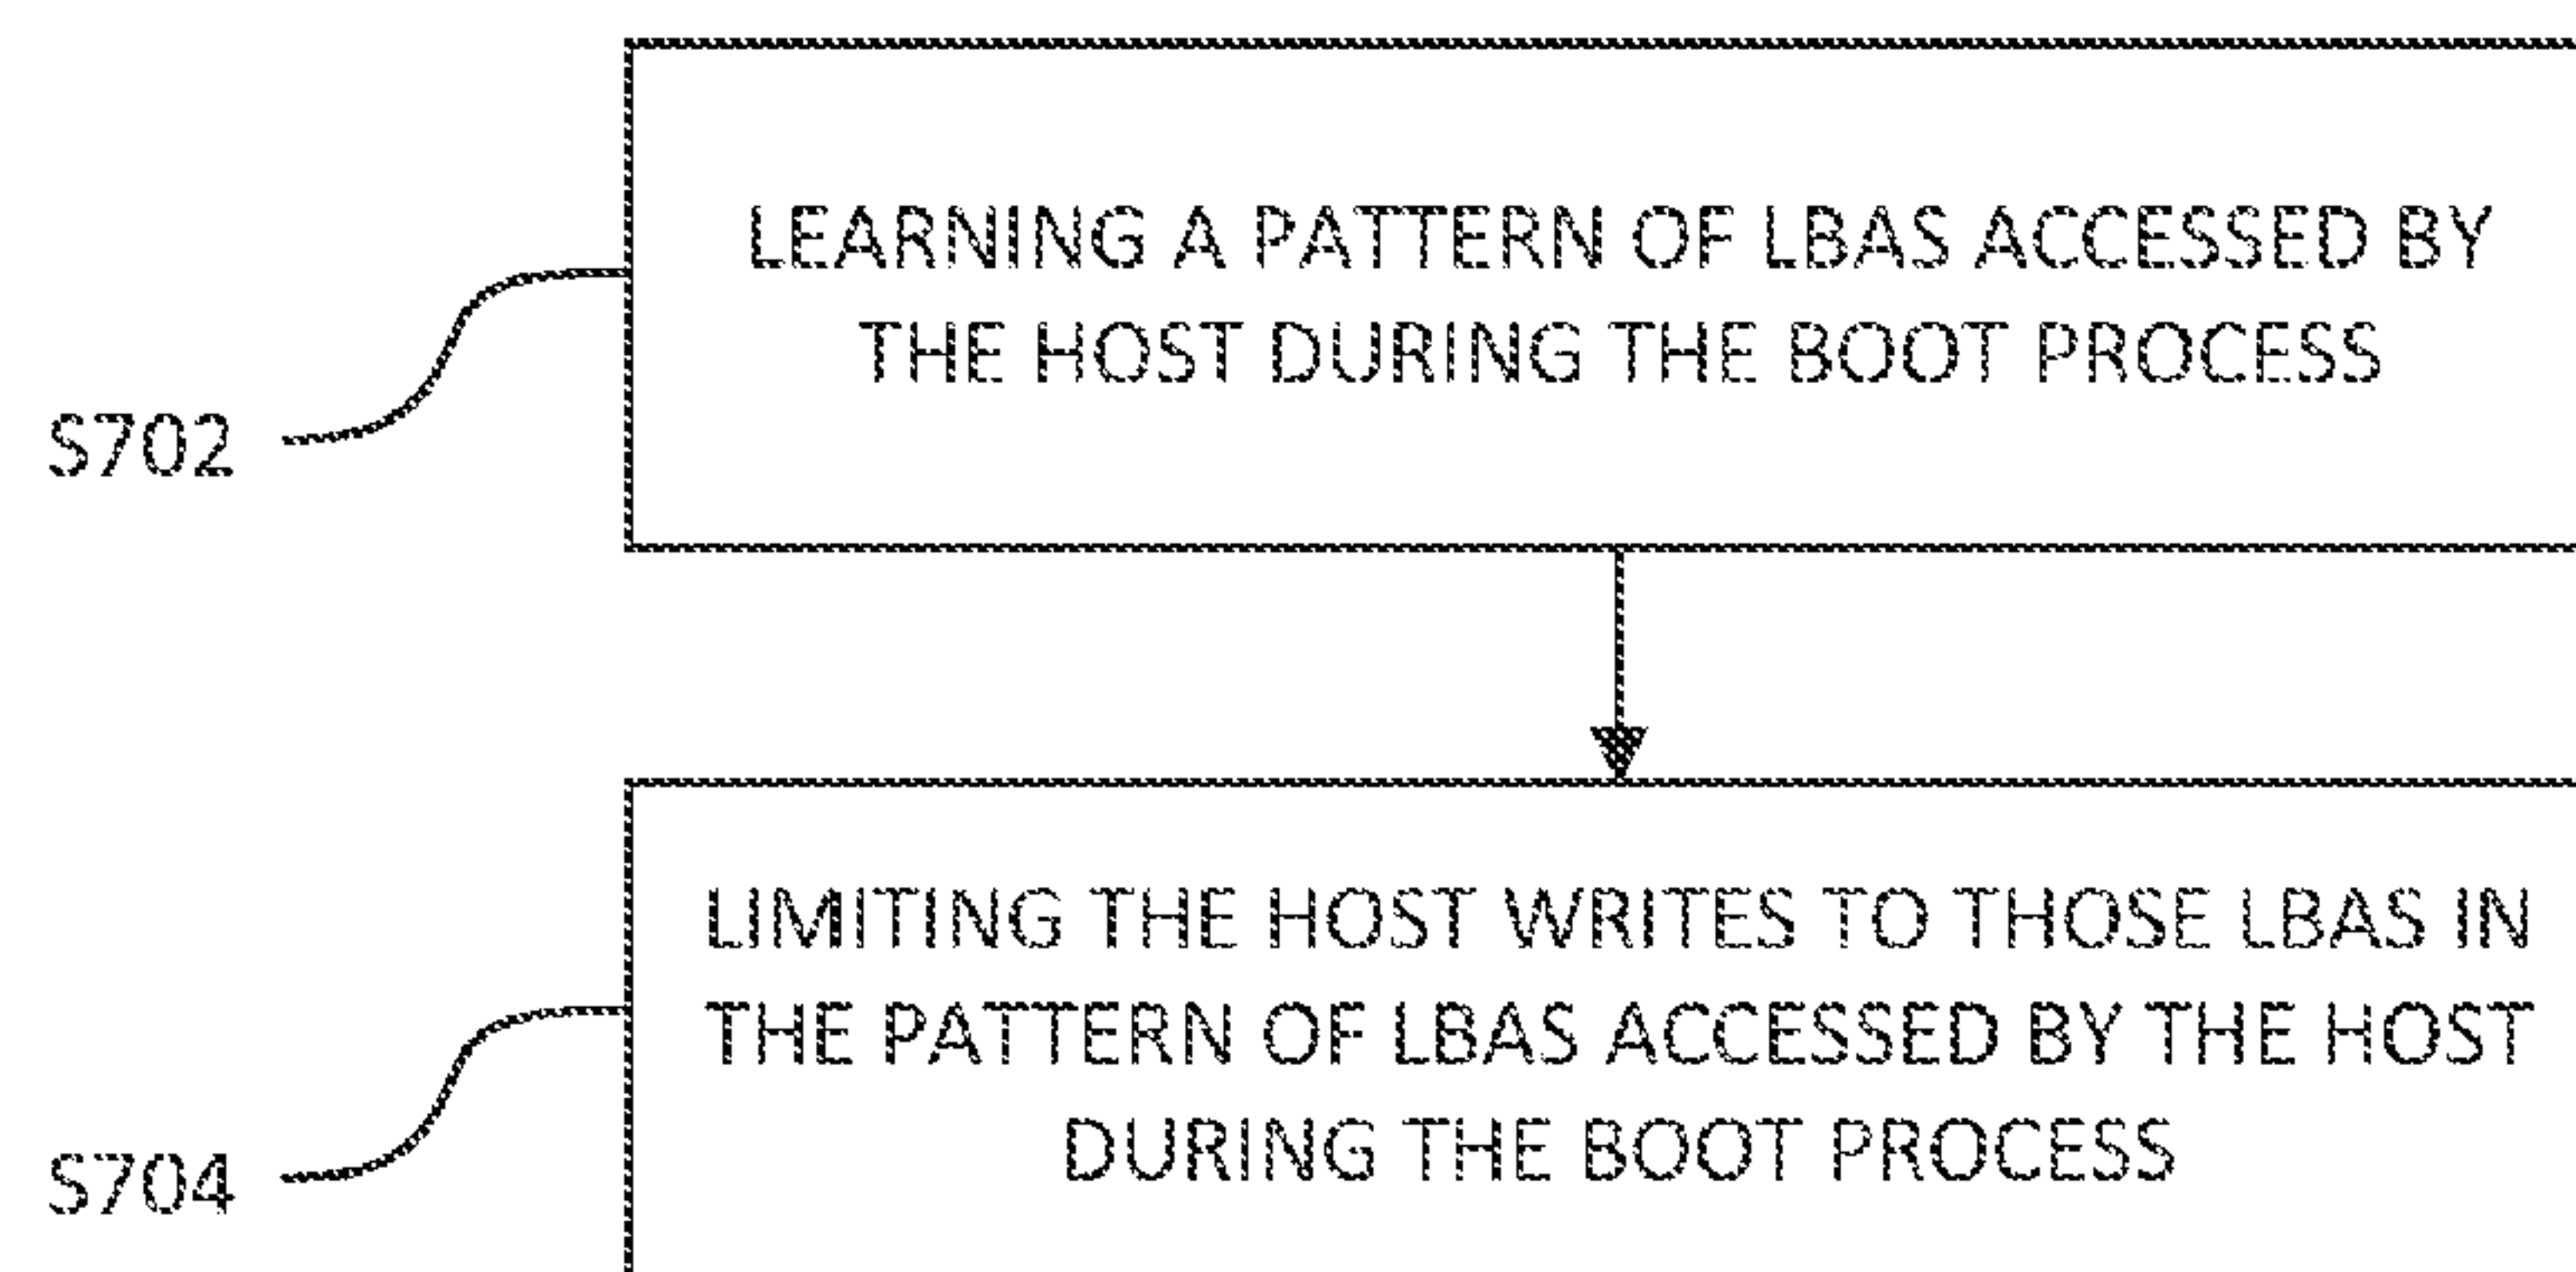 LEARNING A PATTERN OF LBAS ACCESSED BY
THE HOST DURING THE BOOT PROCESS
S702
LIMITING THE HOST WRITES TO THOSE LBAS IN
THE PATTERN OF LBAS ACCESSED BY THE HOST
DURING THE BOOT PROCESS
S704